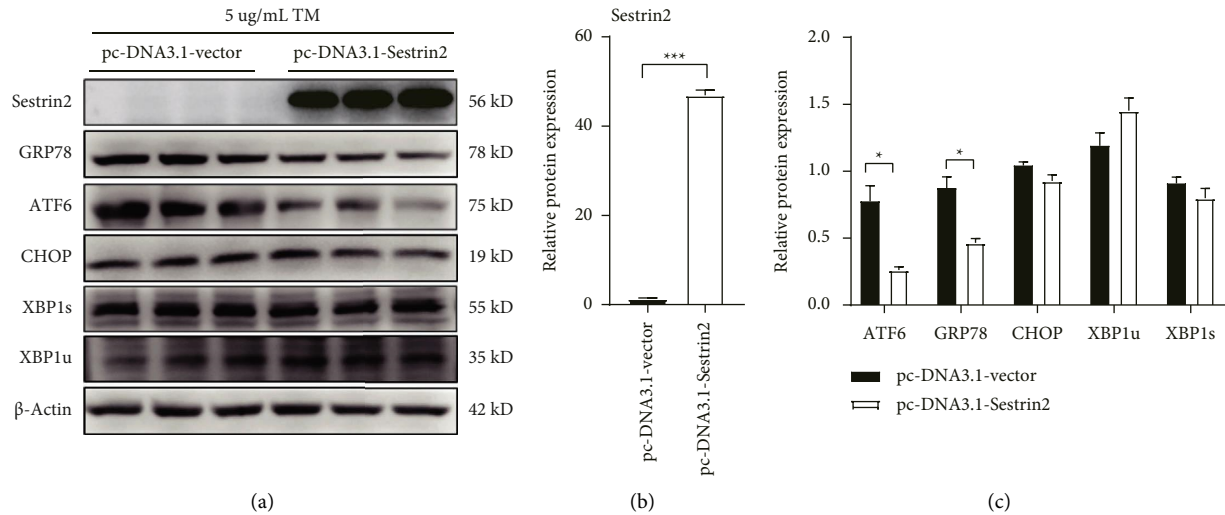 5 ug/mL TM
pc-DNA3.1-vector pc-DNA3.1-Sestrin2
Sestrin2 56 kD
GRP78 78 kD
ATF6 75 kD
CHOP 19 kD
XBP1s 55 kD
XBP1u 35 kD
β-Actin 42 kD
(a)
Sestrin2
Relative protein expression
60
40
20
0
***
pc-DNA3.1-vector
pc-DNA3.1-Sestrin2
(b)
Relative protein expression
2.0
1.5
1.0
0.5
0.0
* *
ATF6 GRP78 CHOP XBP1u XBP1s
pc-DNA3.1-vector
pc-DNA3.1-Sestrin2
(c)